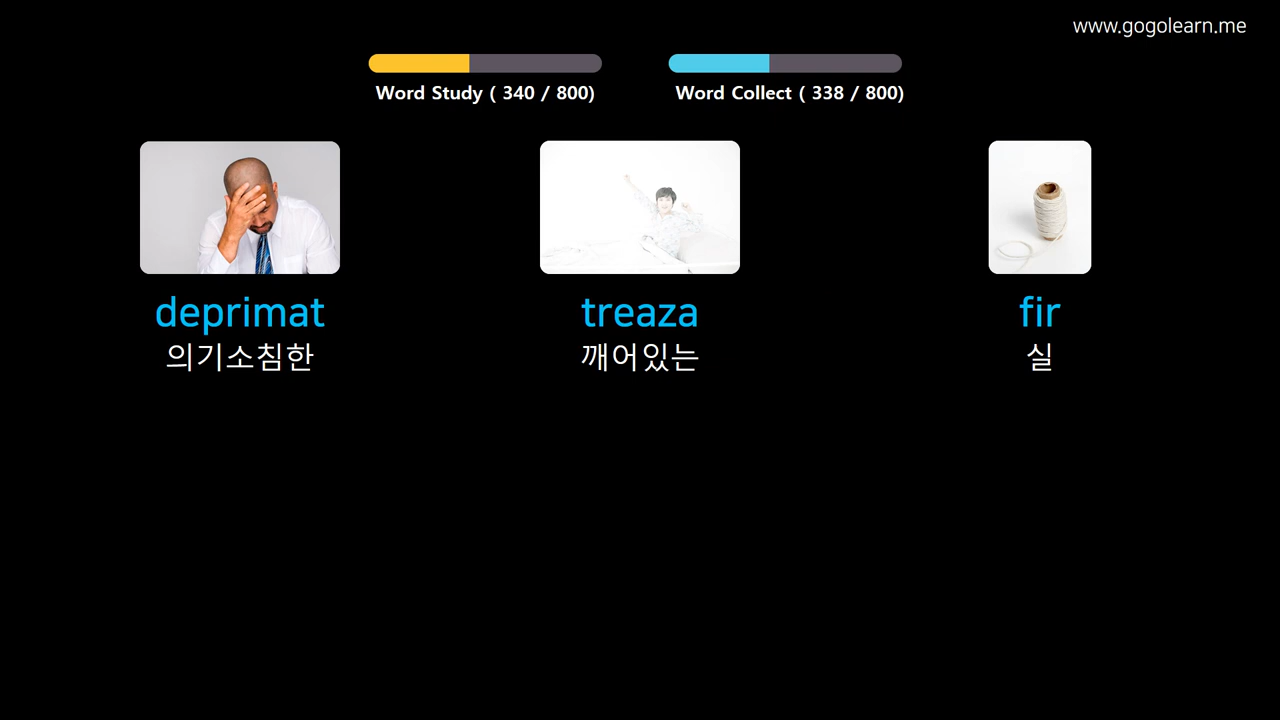 www.gogolearn.me
Word Study ( 340 / 800)
Word Collect ( 338 / 800)
deprimat
의기소침한
treaza
깨어있는
fir
실